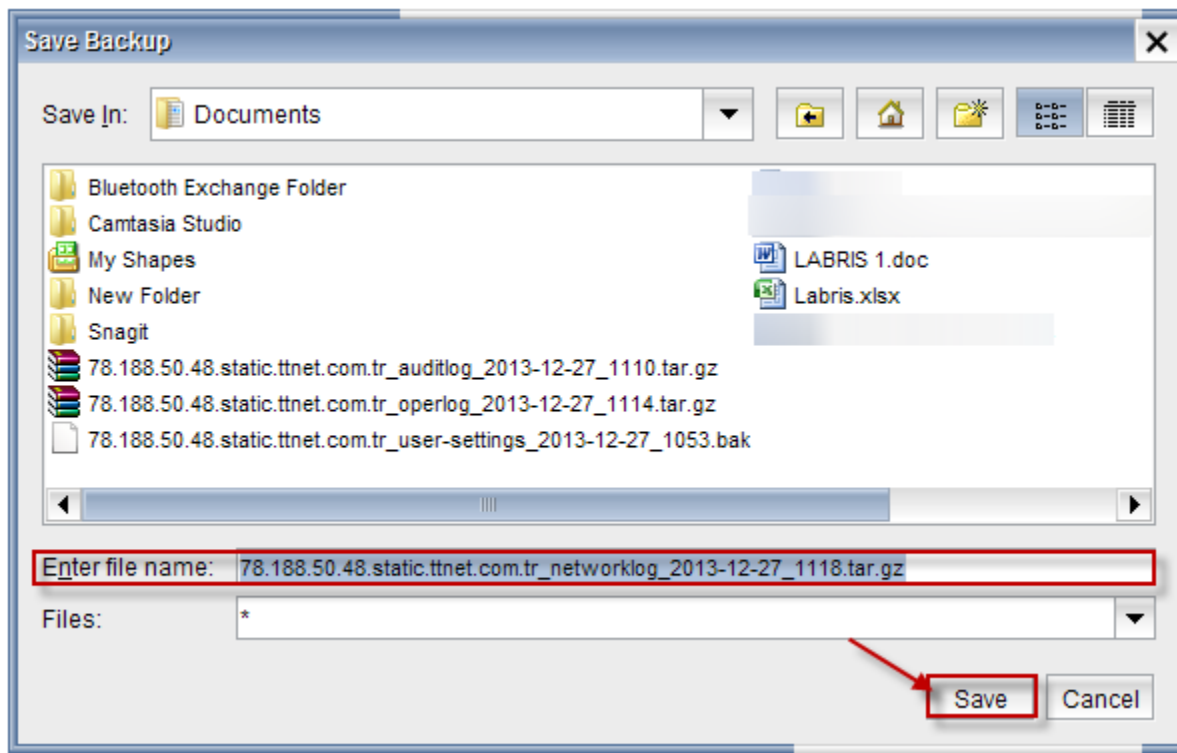 Save Backup
Save In: Documents
Bluetooth Exchange Folder
Camtasia Studio
My Shapes
New Folder
Snagit
78.188.50.48.static.ttnet.com.tr_auditlog_2013-12-27_1110.tar.gz
78.188.50.48.static.ttnet.com.tr_operlog_2013-12-27_1114.tar.gz
78.188.50.48.static.ttnet.com.tr_user-settings_2013-12-27_1053.bak
LABRIS 1.doc
Labris.xlsx
Enter file name: 78.188.50.48.static.ttnet.com.tr_networklog_2013-12-27_1118.tar.gz
Files: *
Save Cancel